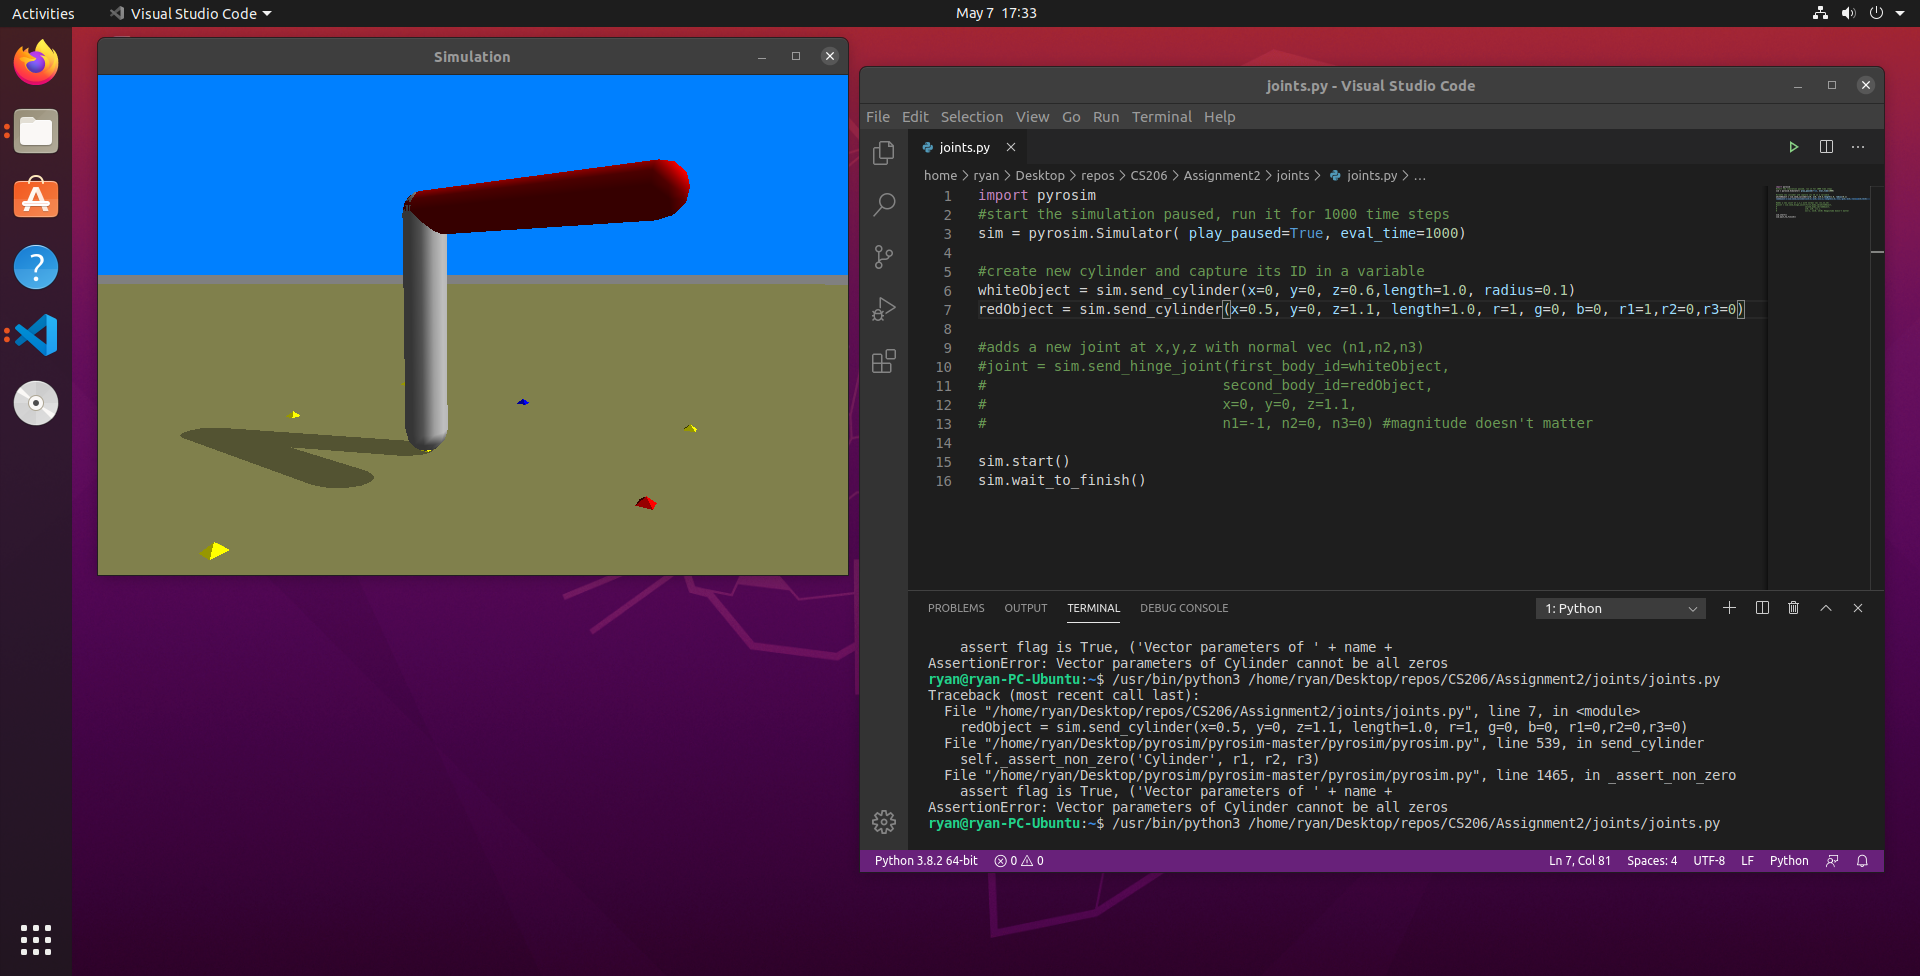 Activities
Visual Studio Code
May 7 17:33
Simulation
joints.py - Visual Studio Code
File Edit Selection View Go Run Terminal Help
joints.py
home > ryan > Desktop > repos > CS206 > Assignment2 > joints > joints.py > ...
1 import pyrosim
2 #start the simulation paused, run it for 1000 time steps
3 sim = pyrosim.Simulator( play_paused=True, eval_time=1000)
4
5 #create new cylinder and capture its ID in a variable
6 whiteObject = sim.send_cylinder(x=0, y=0, z=0.6,length=1.0, radius=0.1)
7 redObject = sim.send_cylinder(x=0.5, y=0, z=1.1, length=1.0, r=1, g=0, b=0, r1=1,r2=0,r3=0)
8
9 #adds a new joint at x,y,z with normal vec (n1,n2,n3)
10 #joint = sim.send_hinge_joint(first_body_id=whiteObject,
11 #                            second_body_id=redObject,
12 #                            x=0, y=0, z=1.1,
13 #                            n1=-1, n2=0, n3=0) #magnitude doesn't matter
14
15 sim.start()
16 sim.wait_to_finish()
PROBLEMS OUTPUT TERMINAL DEBUG CONSOLE
1: Python
    assert flag is True, ('Vector parameters of ' + name +
AssertionError: Vector parameters of Cylinder cannot be all zeros
ryan@ryan-PC-Ubuntu:~$ /usr/bin/python3 /home/ryan/Desktop/repos/CS206/Assignment2/joints/joints.py
Traceback (most recent call last):
  File "/home/ryan/Desktop/repos/CS206/Assignment2/joints/joints.py", line 7, in <module>
    redObject = sim.send_cylinder(x=0.5, y=0, z=1.1, length=1.0, r=1, g=0, b=0, r1=0,r2=0,r3=0)
  File "/home/ryan/Desktop/pyrosim/pyrosim-master/pyrosim/pyrosim.py", line 539, in send_cylinder
    self._assert_non_zero('Cylinder', r1, r2, r3)
  File "/home/ryan/Desktop/pyrosim/pyrosim-master/pyrosim/pyrosim.py", line 1465, in _assert_non_zero
    assert flag is True, ('Vector parameters of ' + name +
AssertionError: Vector parameters of Cylinder cannot be all zeros
ryan@ryan-PC-Ubuntu:~$ /usr/bin/python3 /home/ryan/Desktop/repos/CS206/Assignment2/joints/joints.py
Python 3.8.2 64-bit 0 0 Ln 7, Col 81 Spaces: 4 UTF-8 LF Python